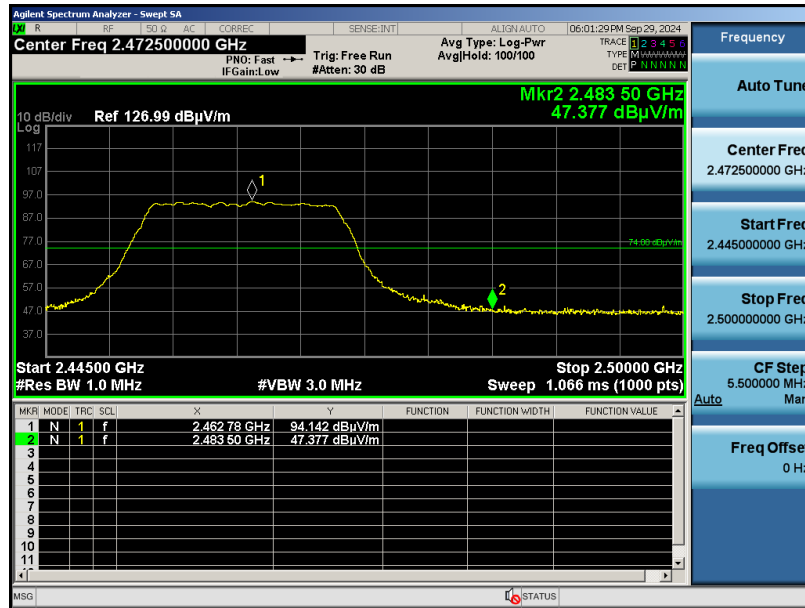 Agilent Spectrum Analyzer - Swept SA
LXI R RF 50 Ω AC CORREC SENSE:INT ALIGN AUTO 06:01:29 PM Sep 29, 2024
Center Freq 2.472500000 GHz
PNO: Fast
IFGain:Low
Trig: Free Run
#Atten: 30 dB
Avg Type: Log-Pwr
Avg|Hold: 100/100
TRACE 1 2 3 4 5 6
TYPE M WWWWW
DET P N N N N N
Mkr2 2.483 50 GHz
47.377 dBµV/m
10 dB/div Ref 126.99 dBµV/m
Log
117
107
97.0
87.0
77.0
67.0
57.0
47.0
37.0
1
74.00 dBµV/m
2
Start 2.44500 GHz Stop 2.50000 GHz
#Res BW 1.0 MHz #VBW 3.0 MHz Sweep 1.066 ms (1000 pts)
MKR MODE TRC SCL X Y FUNCTION FUNCTION WIDTH FUNCTION VALUE
1 N 1 f 2.462 78 GHz 94.142 dBµV/m
2 N 1 f 2.483 50 GHz 47.377 dBµV/m
3
4
5
6
7
8
9
10
11
MSG STATUS
Frequency
Auto Tune
Center Freq
2.472500000 GHz
Start Freq
2.445000000 GHz
Stop Freq
2.500000000 GHz
CF Step
5.500000 MHz
Auto Man
Freq Offset
0 Hz